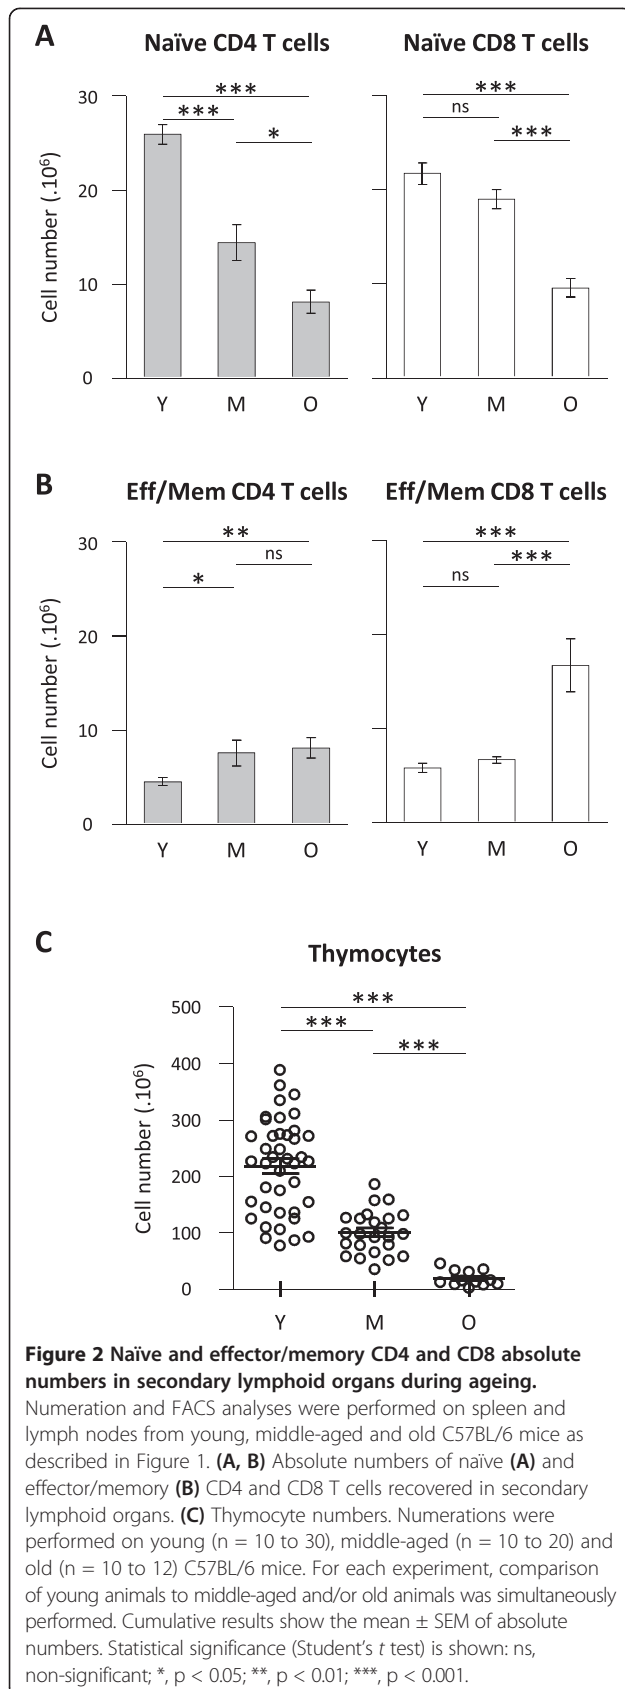 A
Naïve CD4 T cells
Naïve CD8 T cells
***
***
*
***
ns
***
Cell number (.10⁶)
30
20
10
0
Y M O
Y M O
B
Eff/Mem CD4 T cells
Eff/Mem CD8 T cells
**
ns
*
***
***
ns
Cell number (.10⁶)
30
20
10
0
Y M O
Y M O
C
Thymocytes
***
***
***
Cell number (.10⁶)
500
400
300
200
100
0
Y M O
Figure 2 Naïve and effector/memory CD4 and CD8 absolute
numbers in secondary lymphoid organs during ageing.
Numeration and FACS analyses were performed on spleen and
lymph nodes from young, middle-aged and old C57BL/6 mice as
described in Figure 1. (A, B) Absolute numbers of naïve (A) and
effector/memory (B) CD4 and CD8 T cells recovered in secondary
lymphoid organs. (C) Thymocyte numbers. Numerations were
performed on young (n = 10 to 30), middle-aged (n = 10 to 20) and
old (n = 10 to 12) C57BL/6 mice. For each experiment, comparison
of young animals to middle-aged and/or old animals was simultaneously
performed. Cumulative results show the mean ± SEM of absolute
numbers. Statistical significance (Student's t test) is shown: ns,
non-significant; *, p < 0.05; **, p < 0.01; ***, p < 0.001.